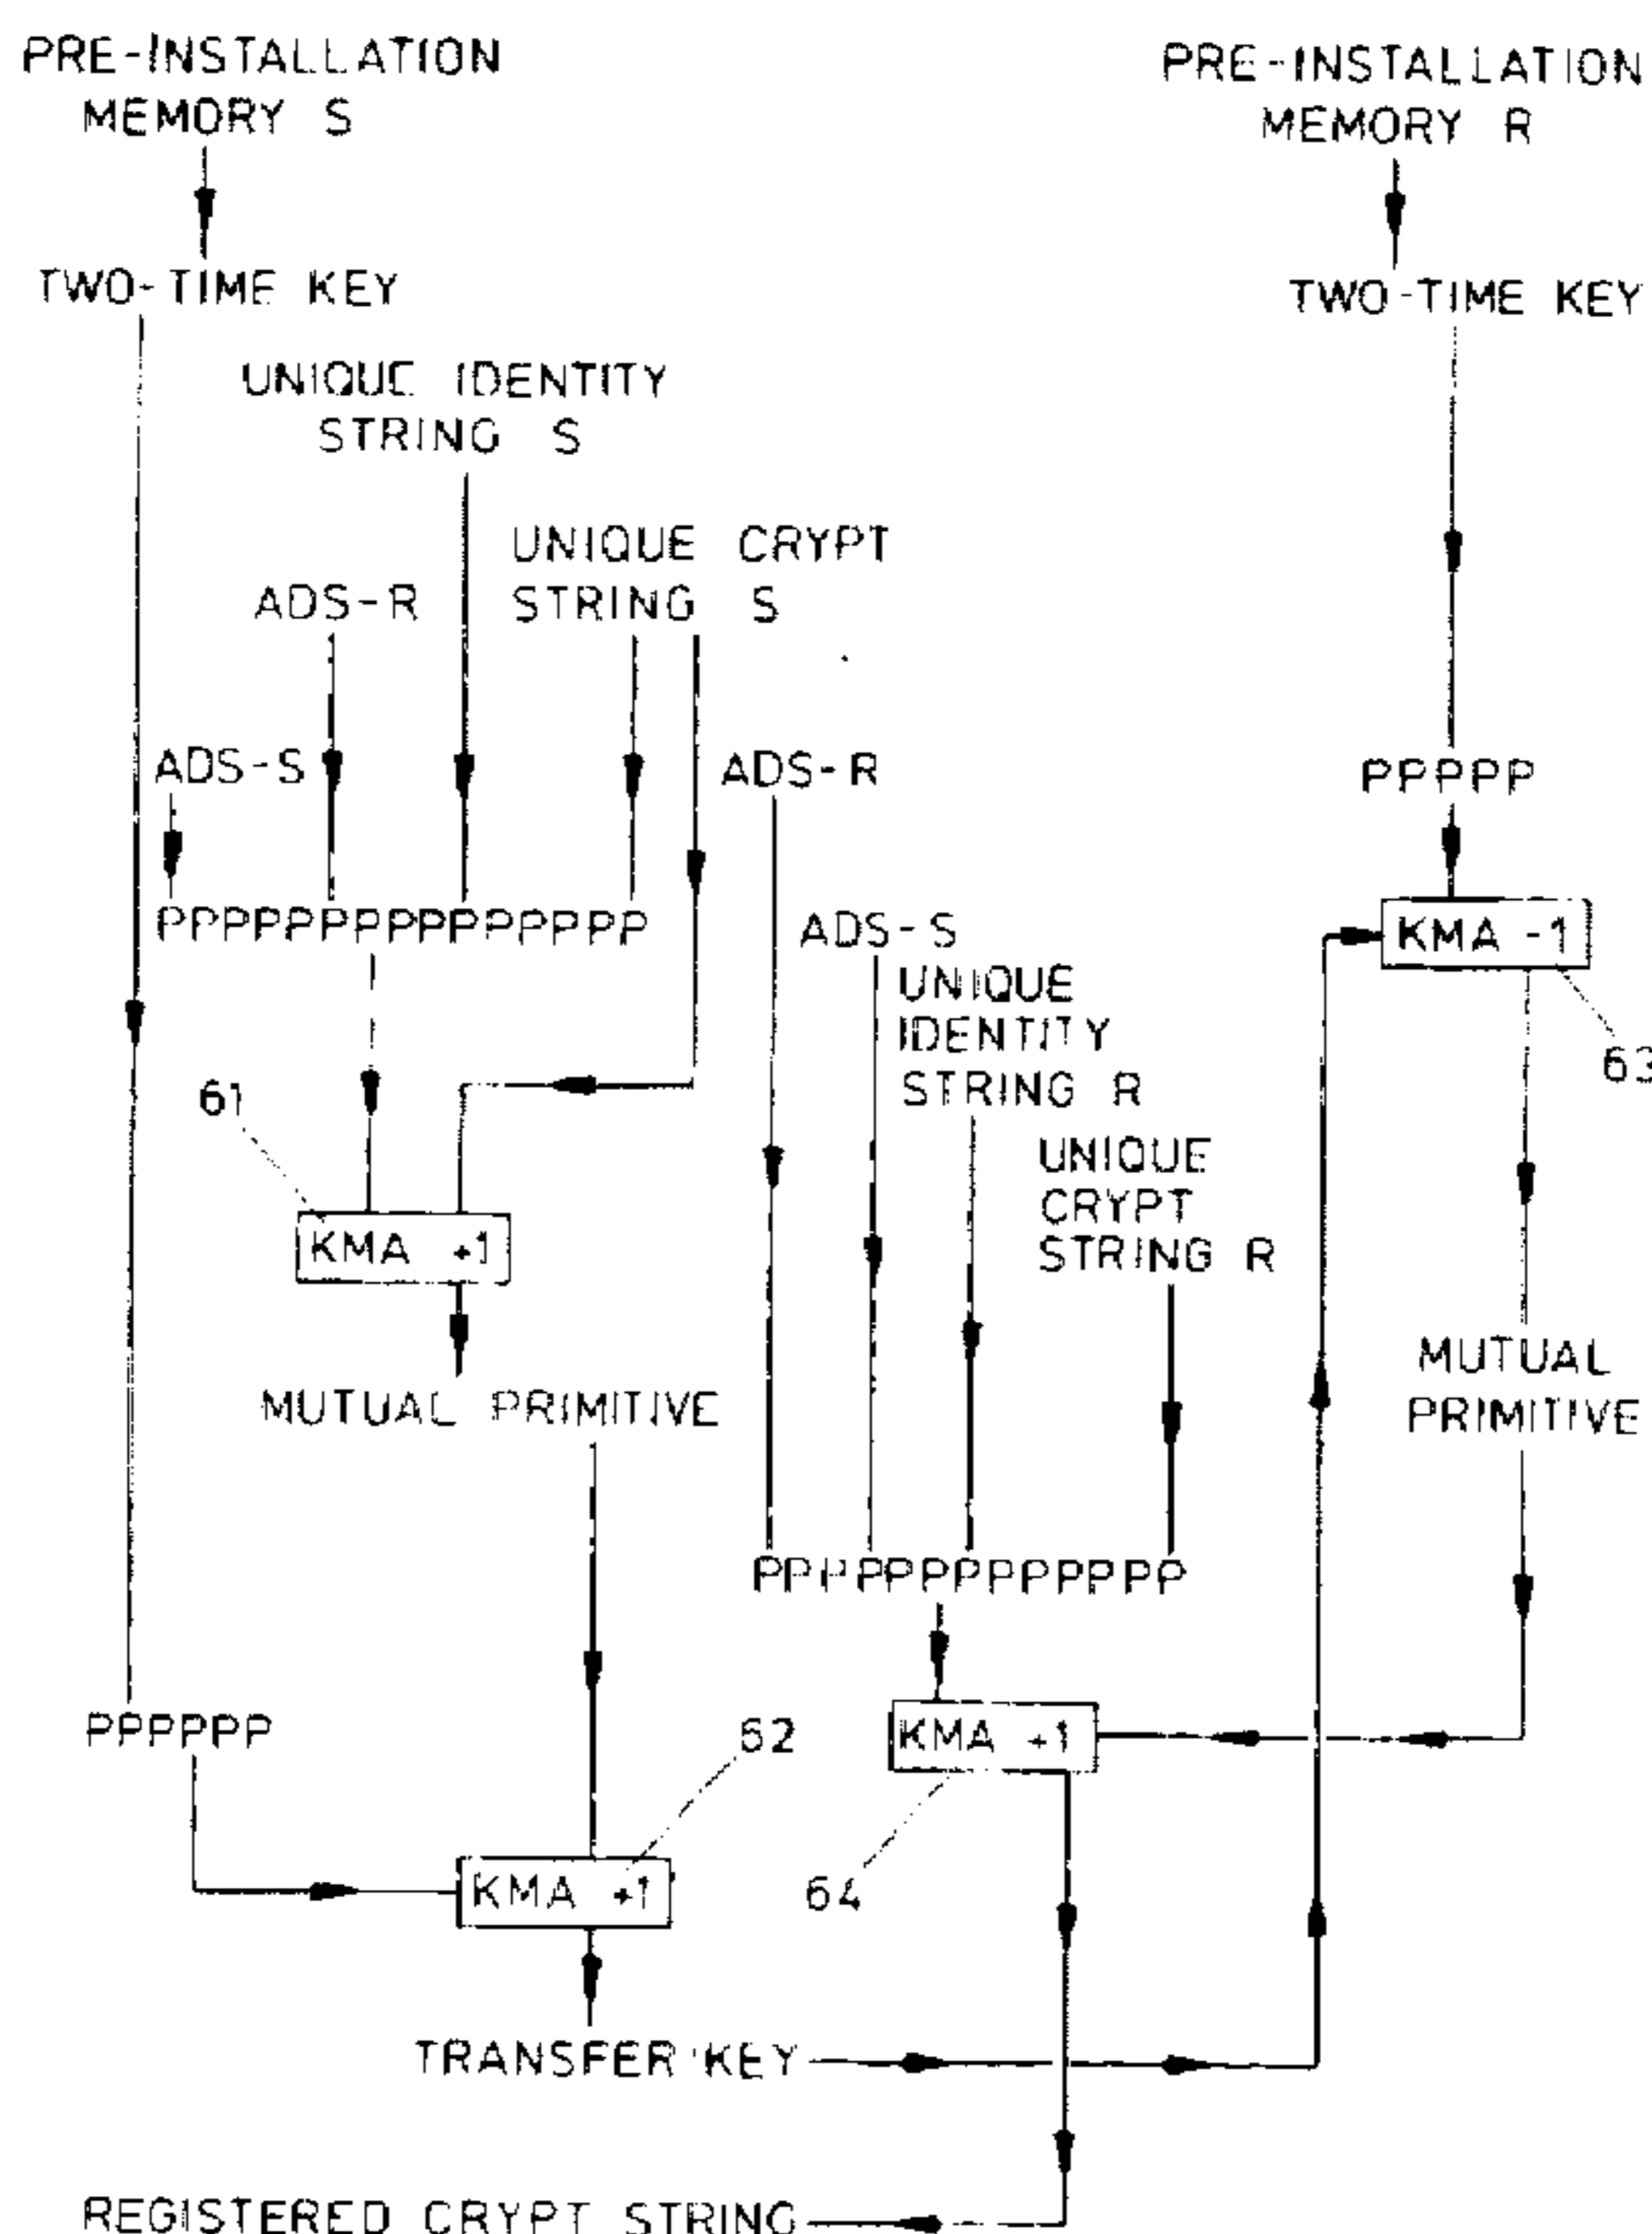 PRE-INSTALLATION
MEMORY S
PRE-INSTALLATION
MEMORY R
TWO-TIME KEY
TWO-TIME KEY
UNIQUE IDENTITY
STRING S
UNIQUE CRYPT
STRING S
ADS-R
ADS-S
ADS-R
PPPPP
PPPPPPPPPPPPPPP
ADS-S
KMA -1
UNIQUE
IDENTITY
STRING R
63
61
UNIQUE
CRYPT
STRING R
KMA +1
MUTUAL
PRIMITIVE
MUTUAL PRIMITIVE
PPPPPPPPPPPPP
PPPPPP
62
KMA +1
KMA +1
64
TRANSFER KEY
REGISTERED CRYPT STRING